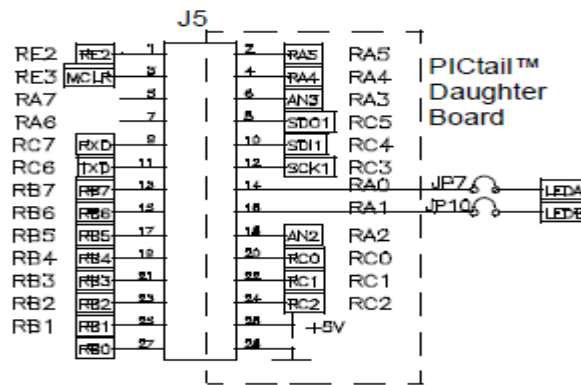 J5
RE2 RE2 1 2 RA5 RA5
RE3 MCLR 3 4 RA4 RA4
RA7 5 6 AN3 RA3
RA6 7 8 SDO1 RC5
RC7 RXD 9 10 SDI1 RC4
RC6 TXD 11 12 SCK1 RC3
RB7 RB7 13 14 RA0 JP7 LEDA
RB6 RB6 15 16 RA1 JP10 LEDB
RB5 RB5 17 18 AN2 RA2
RB4 RB4 19 20 RC0 RC0
RB3 RB3 21 22 RC1 RC1
RB2 RB2 23 24 RC2 RC2
RB1 RB1 25 26 +5V
RB0 27 28
PICtail™
Daughter
Board